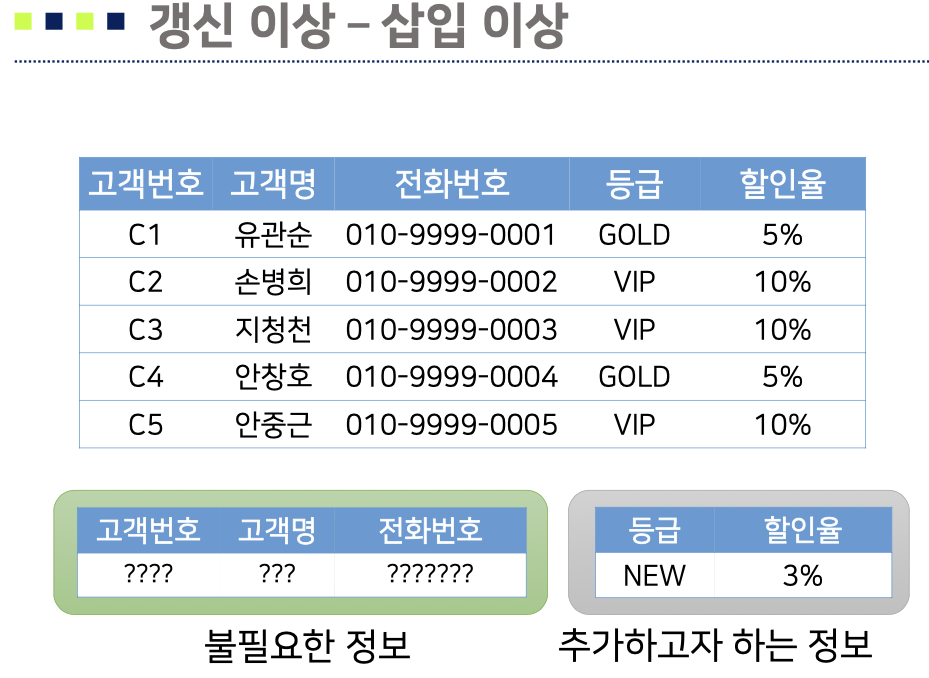 갱신 이상 – 삽입 이상
고객번호 고객명 전화번호 등급 할인율
C1 유관순 010-9999-0001 GOLD 5%
C2 손병희 010-9999-0002 VIP 10%
C3 지청천 010-9999-0003 VIP 10%
C4 안창호 010-9999-0004 GOLD 5%
C5 안중근 010-9999-0005 VIP 10%
고객번호 고객명 전화번호
???? ??? ???????
불필요한 정보
등급 할인율
NEW 3%
추가하고자 하는 정보